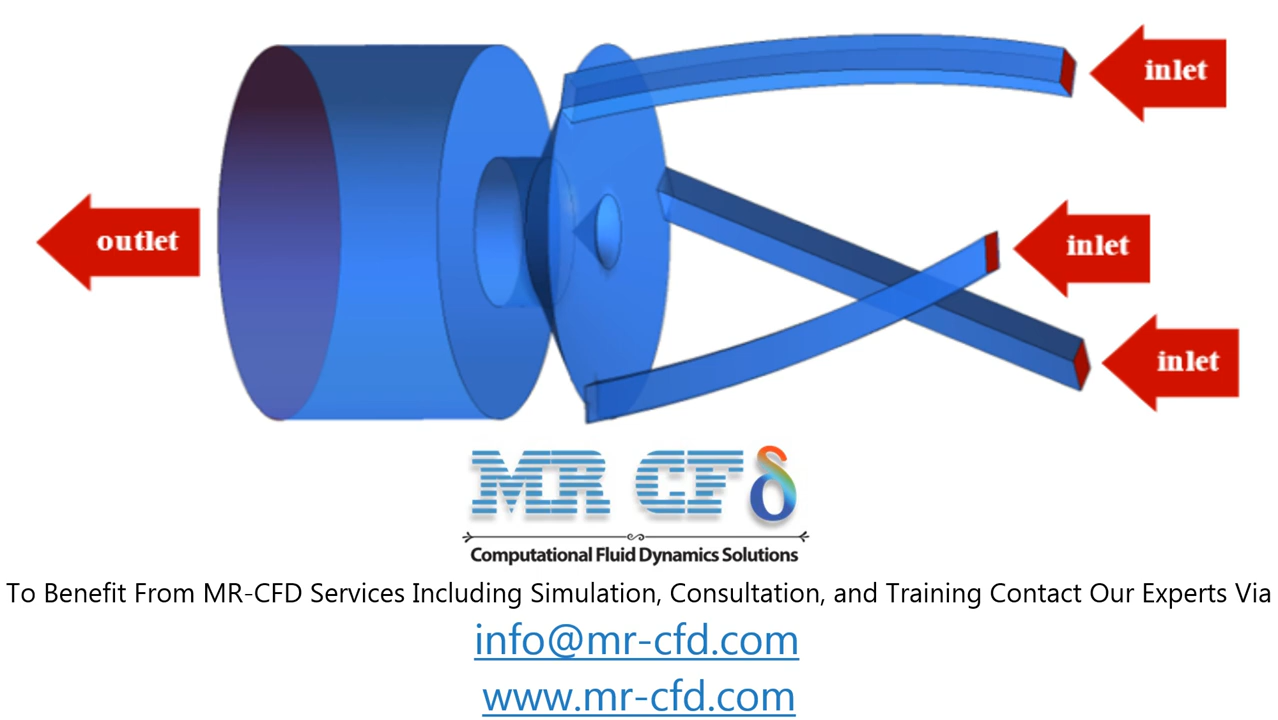 inlet
outlet
inlet
inlet
MR CFδ
Computational Fluid Dynamics Solutions
To Benefit From MR-CFD Services Including Simulation, Consultation, and Training Contact Our Experts Via
info@mr-cfd.com
www.mr-cfd.com